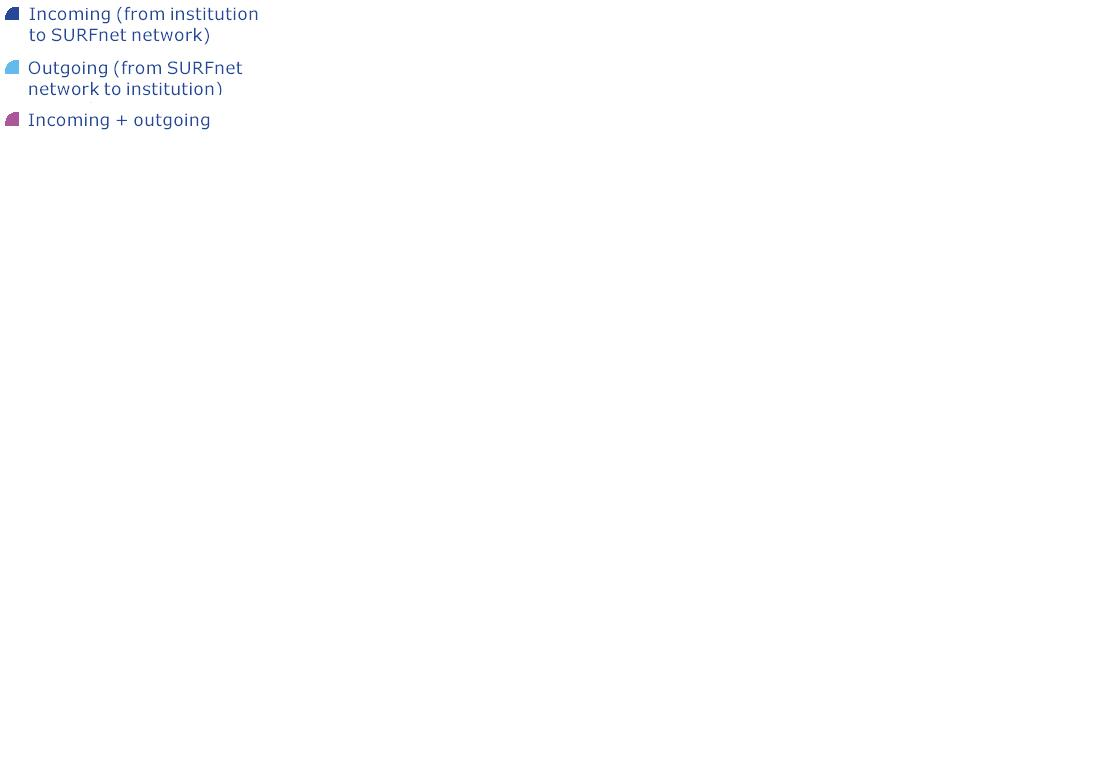 Incoming (from institution
to SURFnet network)
Outgoing (from SURFnet
network to institution)
Incoming + outgoing